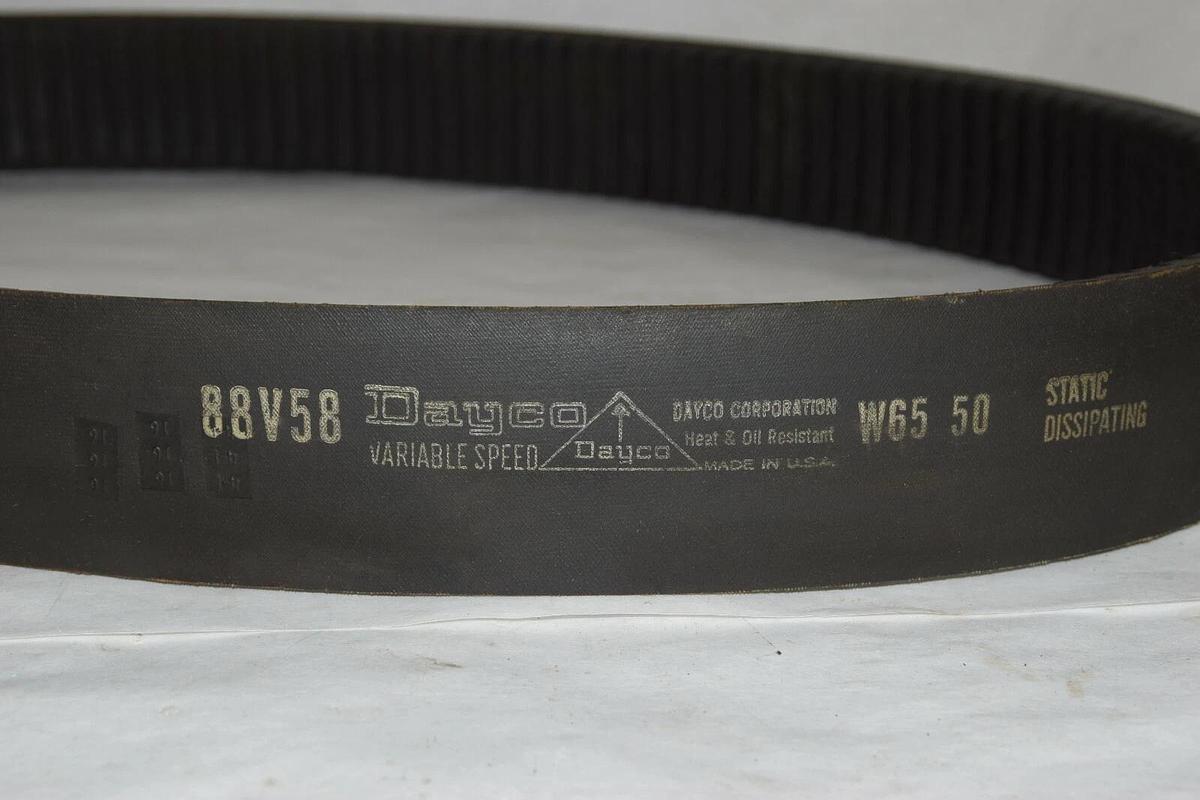 88V58
Dayco
VARIABLE SPEED
Dayco
DAYCO CORPORATION
Heat & Oil Resistant
MADE IN U.S.A.
W65 50
STATIC
DISSIPATING